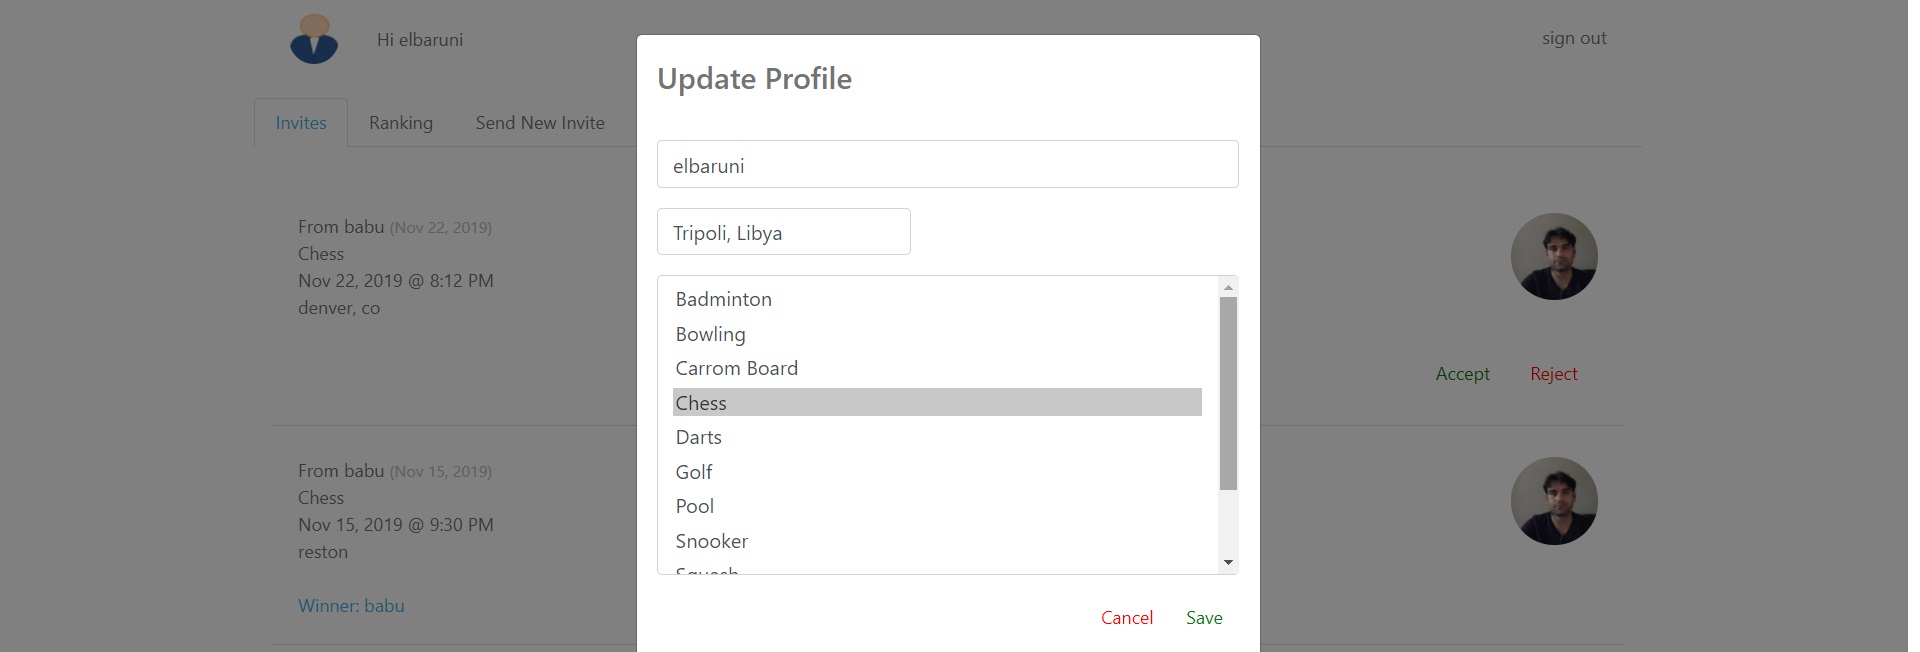 Hi elbaruni
sign out
Invites
Ranking
Send New Invite
From babu (Nov 22, 2019)
Chess
Nov 22, 2019 @ 8:12 PM
denver, co
Accept
Reject
From babu (Nov 15, 2019)
Chess
Nov 15, 2019 @ 9:30 PM
reston
Winner: babu
Update Profile
elbaruni
Tripoli, Libya
Badminton
Bowling
Carrom Board
Chess
Darts
Golf
Pool
Snooker
Squash
Cancel
Save